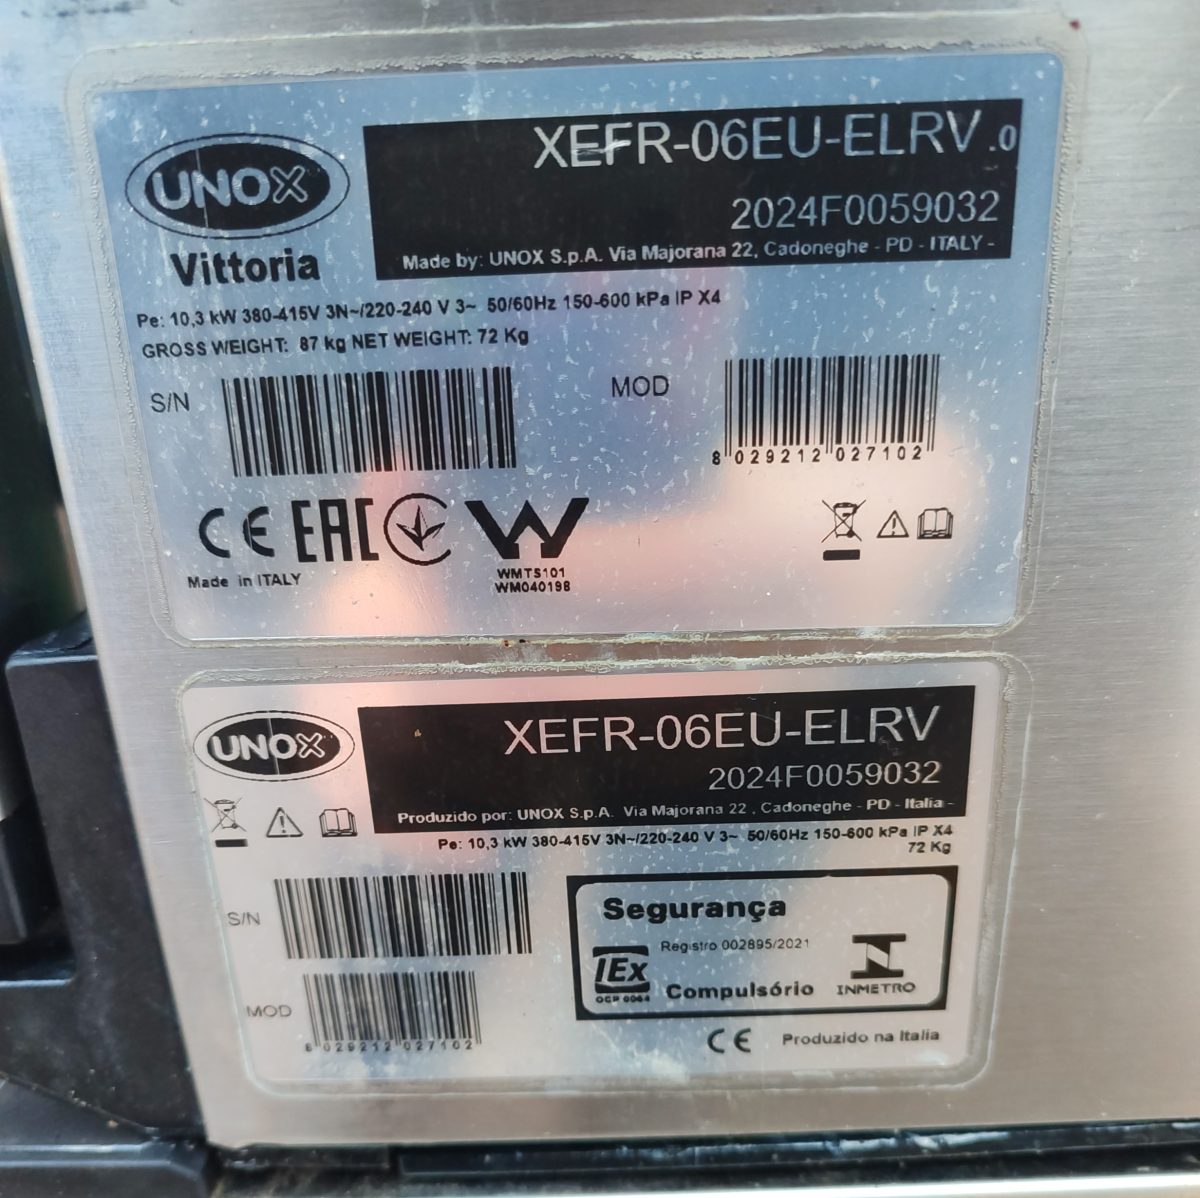 UNOX
XEFR-06EU-ELRV .0
2024F0059032
Vittoria
Made by: UNOX S.p.A. Via Majorana 22, Cadoneghe - PD - ITALY -
Pe: 10,3 kW 380-415V 3N~/220-240 V 3~ 50/60Hz 150-600 kPa IP X4
GROSS WEIGHT: 87 kg NET WEIGHT: 72 Kg
S/N
MOD
8 029212 027102
CE EAC
W
WMTS101
WM040198
Made in ITALY
UNOX
XEFR-06EU-ELRV
2024F0059032
Produzido por: UNOX S.p.A. Via Majorana 22 , Cadoneghe - PD - Italia -
Pe: 10,3 kW 380-415V 3N~/220-240 V 3~ 50/60Hz 150-600 kPa IP X4
72 Kg
S/N
Segurança
Registro 002895/2021
IEx
OCP 0064
Compulsório
INMETRO
MOD
8 029212 027102
CE
Produzido na Italia